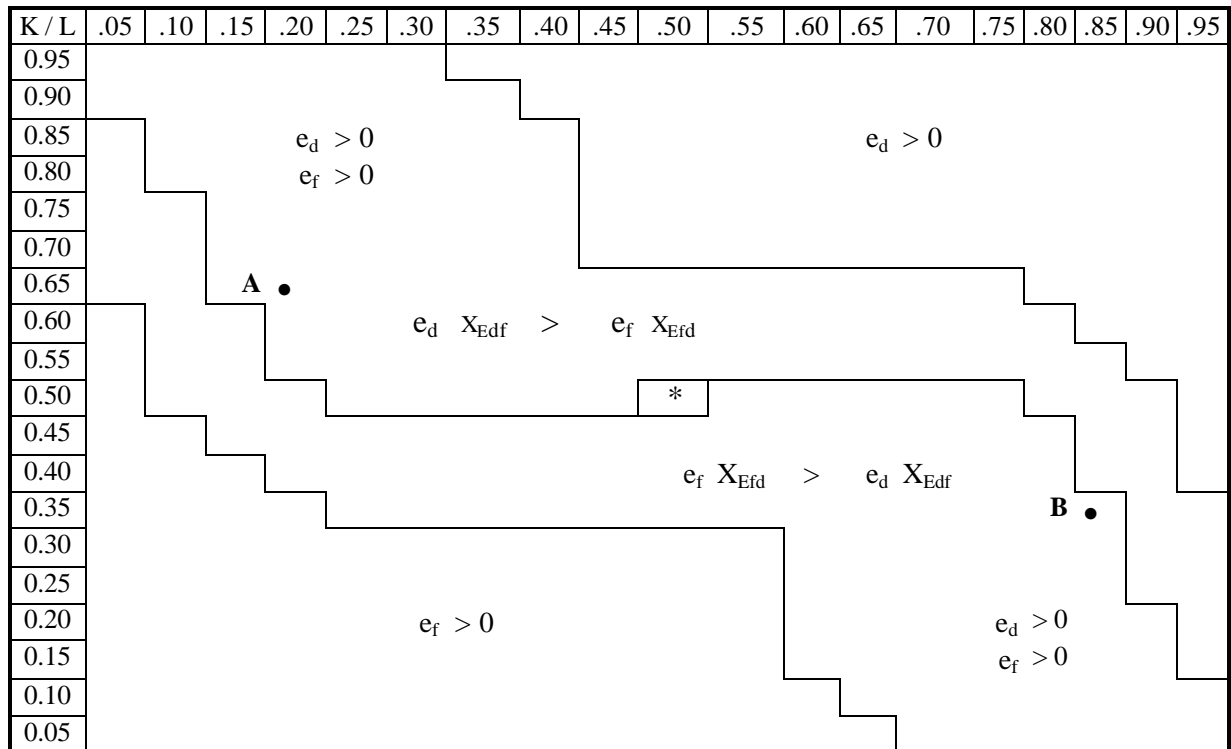 K / L .05 .10 .15 .20 .25 .30 .35 .40 .45 .50 .55 .60 .65 .70 .75 .80 .85 .90 .95
0.95
0.90
0.85 e_d > 0 e_d > 0
0.80 e_f > 0
0.75
0.70
0.65 A •
0.60 e_d X_Edf > e_f X_Efd
0.55
0.50 *
0.45
0.40 e_f X_Efd > e_d X_Edf
0.35 B •
0.30
0.25
0.20 e_f > 0 e_d > 0
0.15 e_f > 0
0.10
0.05